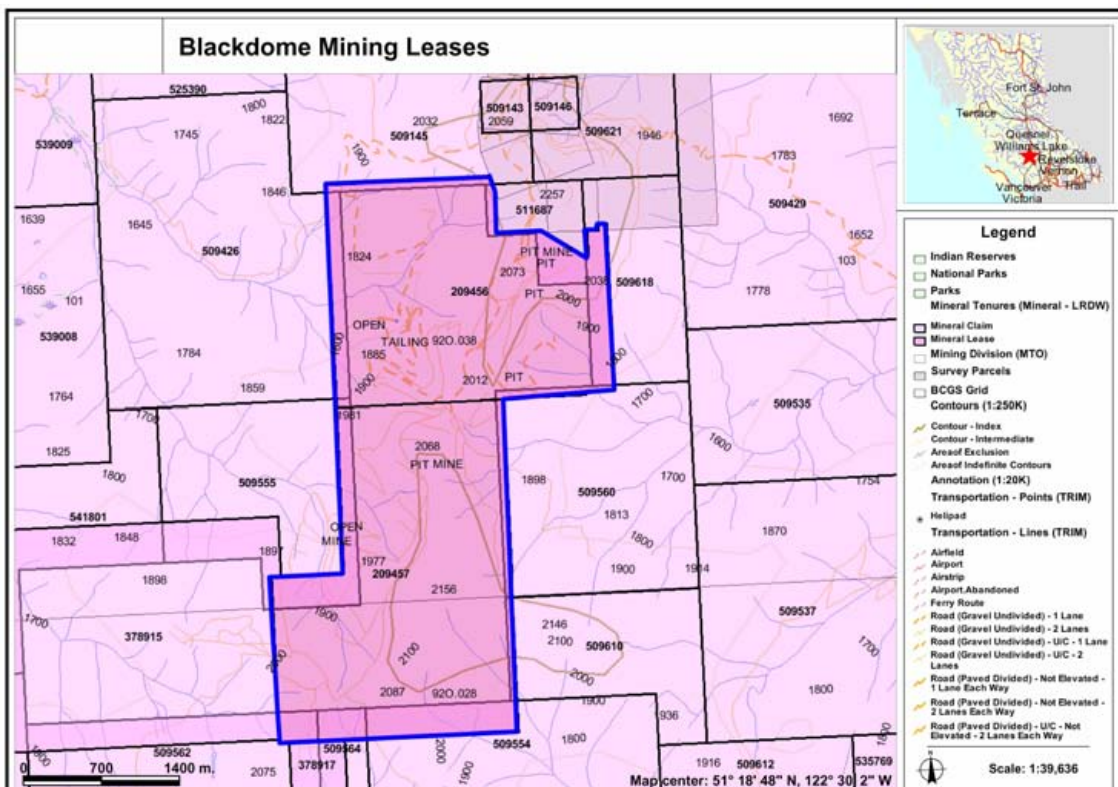 Blackdome Mining Leases
525390
1800
1822
1745
539009
1846
1639
1645
509426
1655
101
539008
1784
1764
1859
1700
1825
1800
509143
509146
2032
2059
509145
509621
1946
1692
1900
1783
2257
511687
509429
1652
103
1824
PIT MINE
PIT
2073
2038
509618
1778
209456
PIT
2000
1900
OPEN
TAILING
92O.038
1885
1800
1900
2012
PIT
1700
509535
1600
1981
2068
PIT MINE
1898
1700
509560
1754
1813
1800
1870
509555
541801
1832
1848
1897
OPEN
MINE
1977
209457
1900
1914
1898
2156
1900
1700
378915
2146
2100
509610
509537
1700
2100
2000
2087
92O.028
2000
1900
1800
509562
509564
509554
1800
378917
2075
2000
1900
1916
509612
535769
1800
0 700 1400 m.
Map center: 51° 18' 48" N, 122° 30' 2" W
Fort St. John
Terrace
Quesnel
Williams Lake
Revelstoke
Vernon
Vancouver
Trail
Victoria
Legend
Indian Reserves
National Parks
Parks
Mineral Tenures (Mineral - LRDW)
Mineral Claim
Mineral Lease
Mining Division (MTO)
Survey Parcels
BCGS Grid
Contours (1:250K)
Contour - Index
Contour - Intermediate
Areaof Exclusion
Areaof Indefinite Contours
Annotation (1:20K)
Transportation - Points (TRIM)
Helipad
Transportation - Lines (TRIM)
Airfield
Airport
Airstrip
Airport.Abandoned
Ferry Route
Road (Gravel Undivided) - 1 Lane
Road (Gravel Undivided) - 2 Lanes
Road (Gravel Undivided) - U/C - 1 Lane
Road (Gravel Undivided) - U/C - 2
Lanes
Road (Paved Divided) - Not Elevated -
1 Lane Each Way
Road (Paved Divided) - Not Elevated -
2 Lanes Each Way
Road (Paved Divided) - U/C - Not
Elevated - 2 Lanes Each Way
N
Scale: 1:39,636